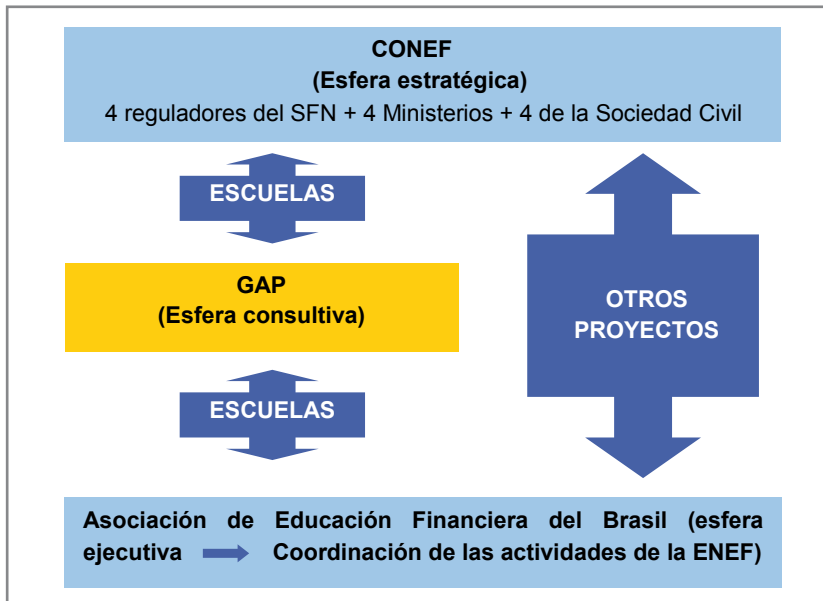 CONEF
(Esfera estratégica)
4 reguladores del SFN + 4 Ministerios + 4 de la Sociedad Civil
ESCUELAS
GAP
(Esfera consultiva)
OTROS
PROYECTOS
ESCUELAS
Asociación de Educación Financiera del Brasil (esfera
ejecutiva Coordinación de las actividades de la ENEF)